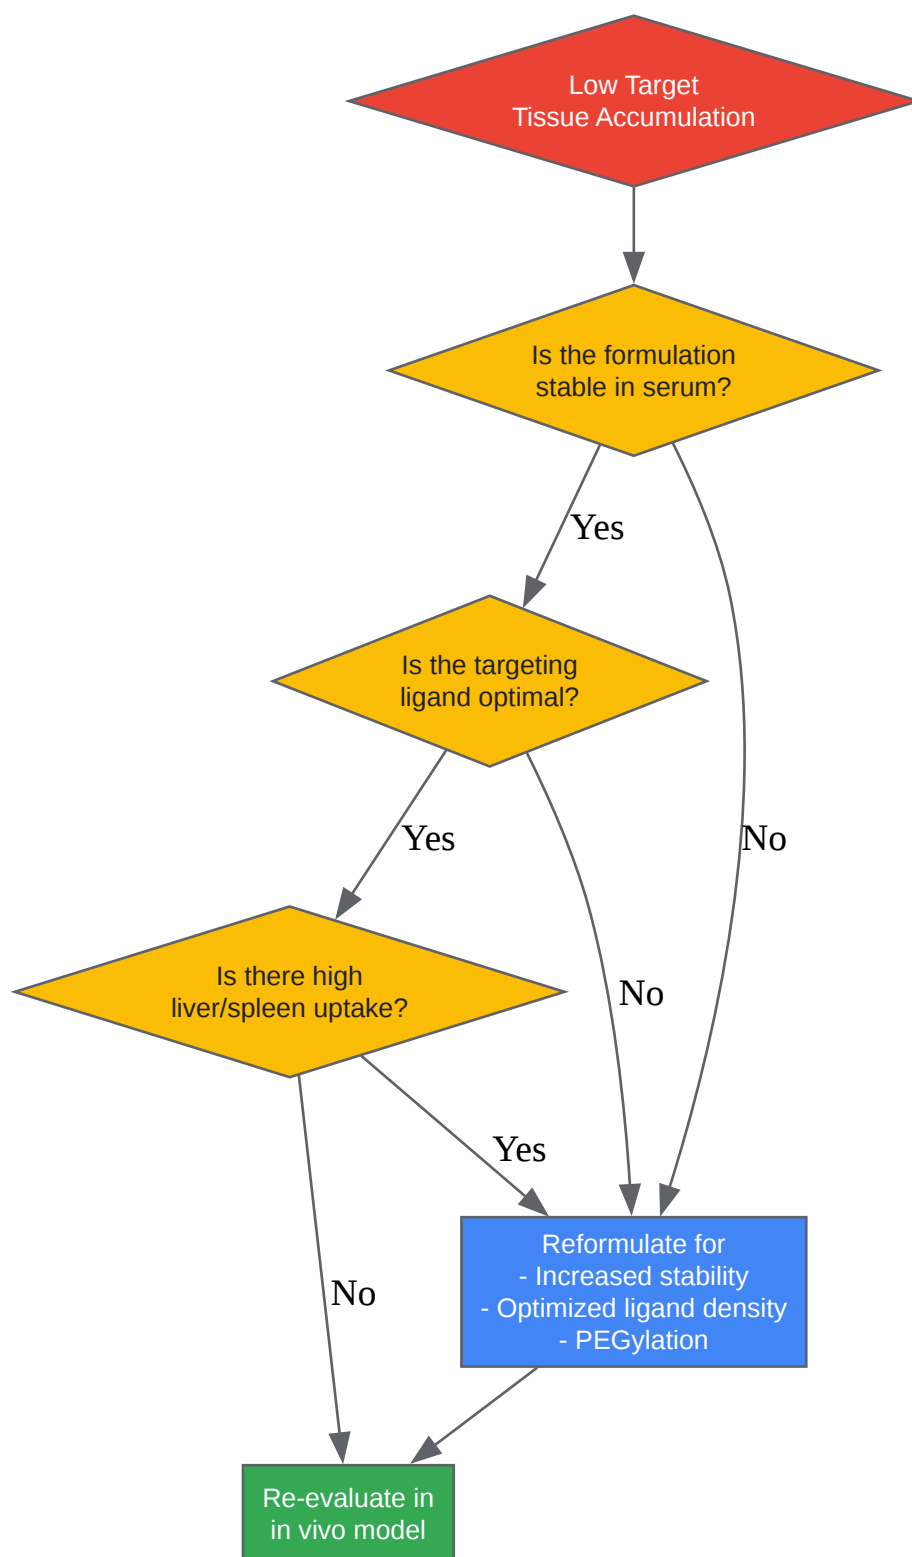 Low Target
Tissue Accumulation
Is the formulation
stable in serum?
Yes
Is the targeting
ligand optimal?
Yes
No
Is there high
liver/spleen uptake?
No
Yes
Reformulate for
- Increased stability
- Optimized ligand density
- PEGylation
No
Re-evaluate in
in vivo model